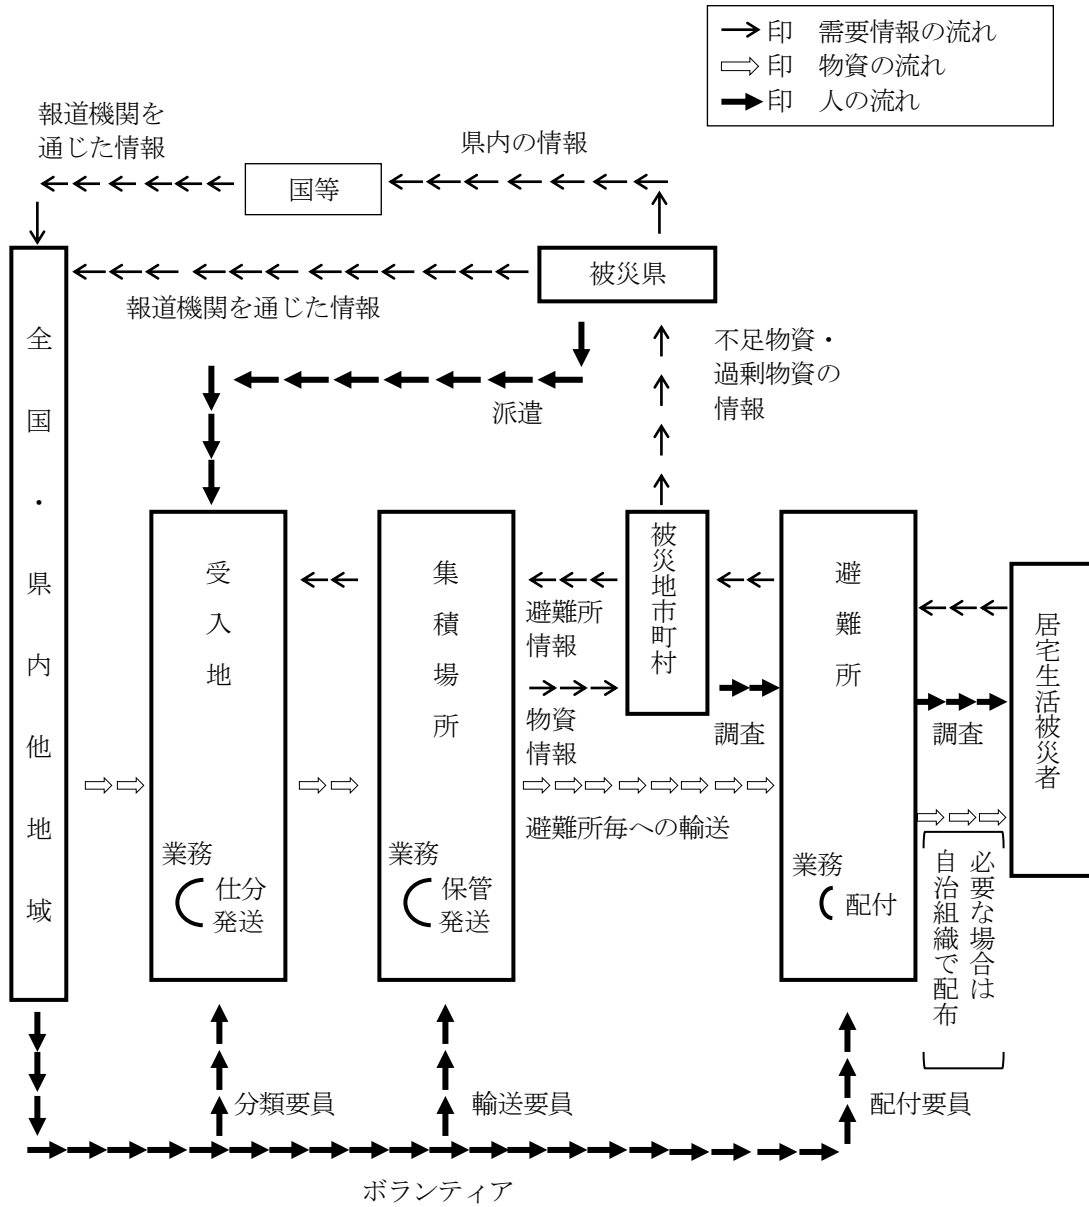 印　需要情報の流れ
印　物資の流れ
印　人の流れ
報道機関を
通じた情報
県内の情報
国等
被災県
報道機関を通じた情報
不足物資・
過剰物資の
情報
派遣
全国・県内他地域
受入地
業務
仕分
発送
集積場所
業務
保管
発送
避難所
情報
物資
情報
被災地市町村
調査
避難所毎への輸送
避難所
業務
配付
調査
居宅生活被災者
必要な場合は
自治組織で配布
分類要員
輸送要員
配付要員
ボランティア